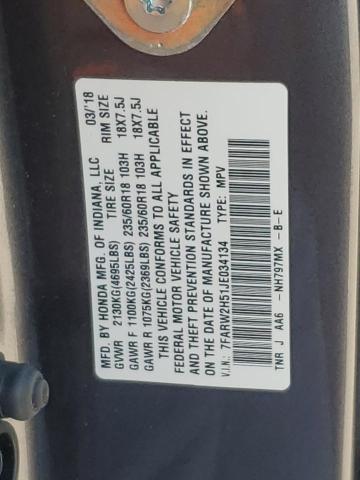 MFD. BY HONDA MFG. OF INDIANA, LLC 03/'18
GVWR 2130KG(4695LBS) TIRE SIZE RIM SIZE
GAWR F 1100KG(2425LBS) 235/60R18 103H 18X7.5J
GAWR R 1075KG(2369LBS) 235/60R18 103H 18X7.5J
THIS VEHICLE CONFORMS TO ALL APPLICABLE
FEDERAL MOTOR VEHICLE SAFETY
AND THEFT PREVENTION STANDARDS IN EFFECT
ON THE DATE OF MANUFACTURE SHOWN ABOVE.
V.I.N.: 7FARW2H51JE034134 TYPE: MPV
TNR J AA6 -NH797MX -B-E